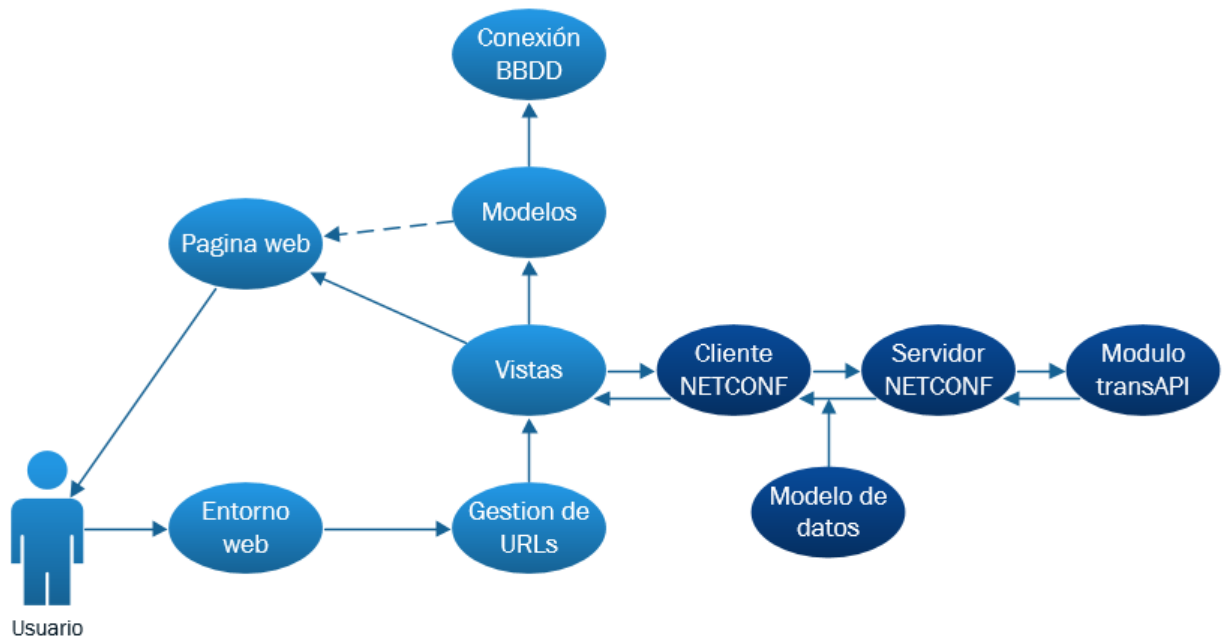 Conexión
BBDD
Modelos
Pagina web
Vistas
Cliente
NETCONF
Servidor
NETCONF
Modulo
transAPI
Entorno
web
Gestion de
URLs
Modelo de
datos
Usuario